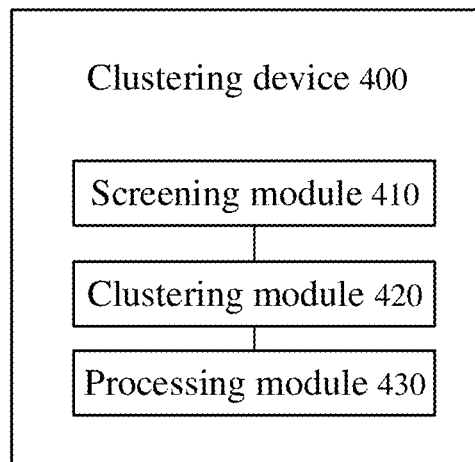 Clustering device 400
Screening module 410
Clustering module 420
Processing module 430